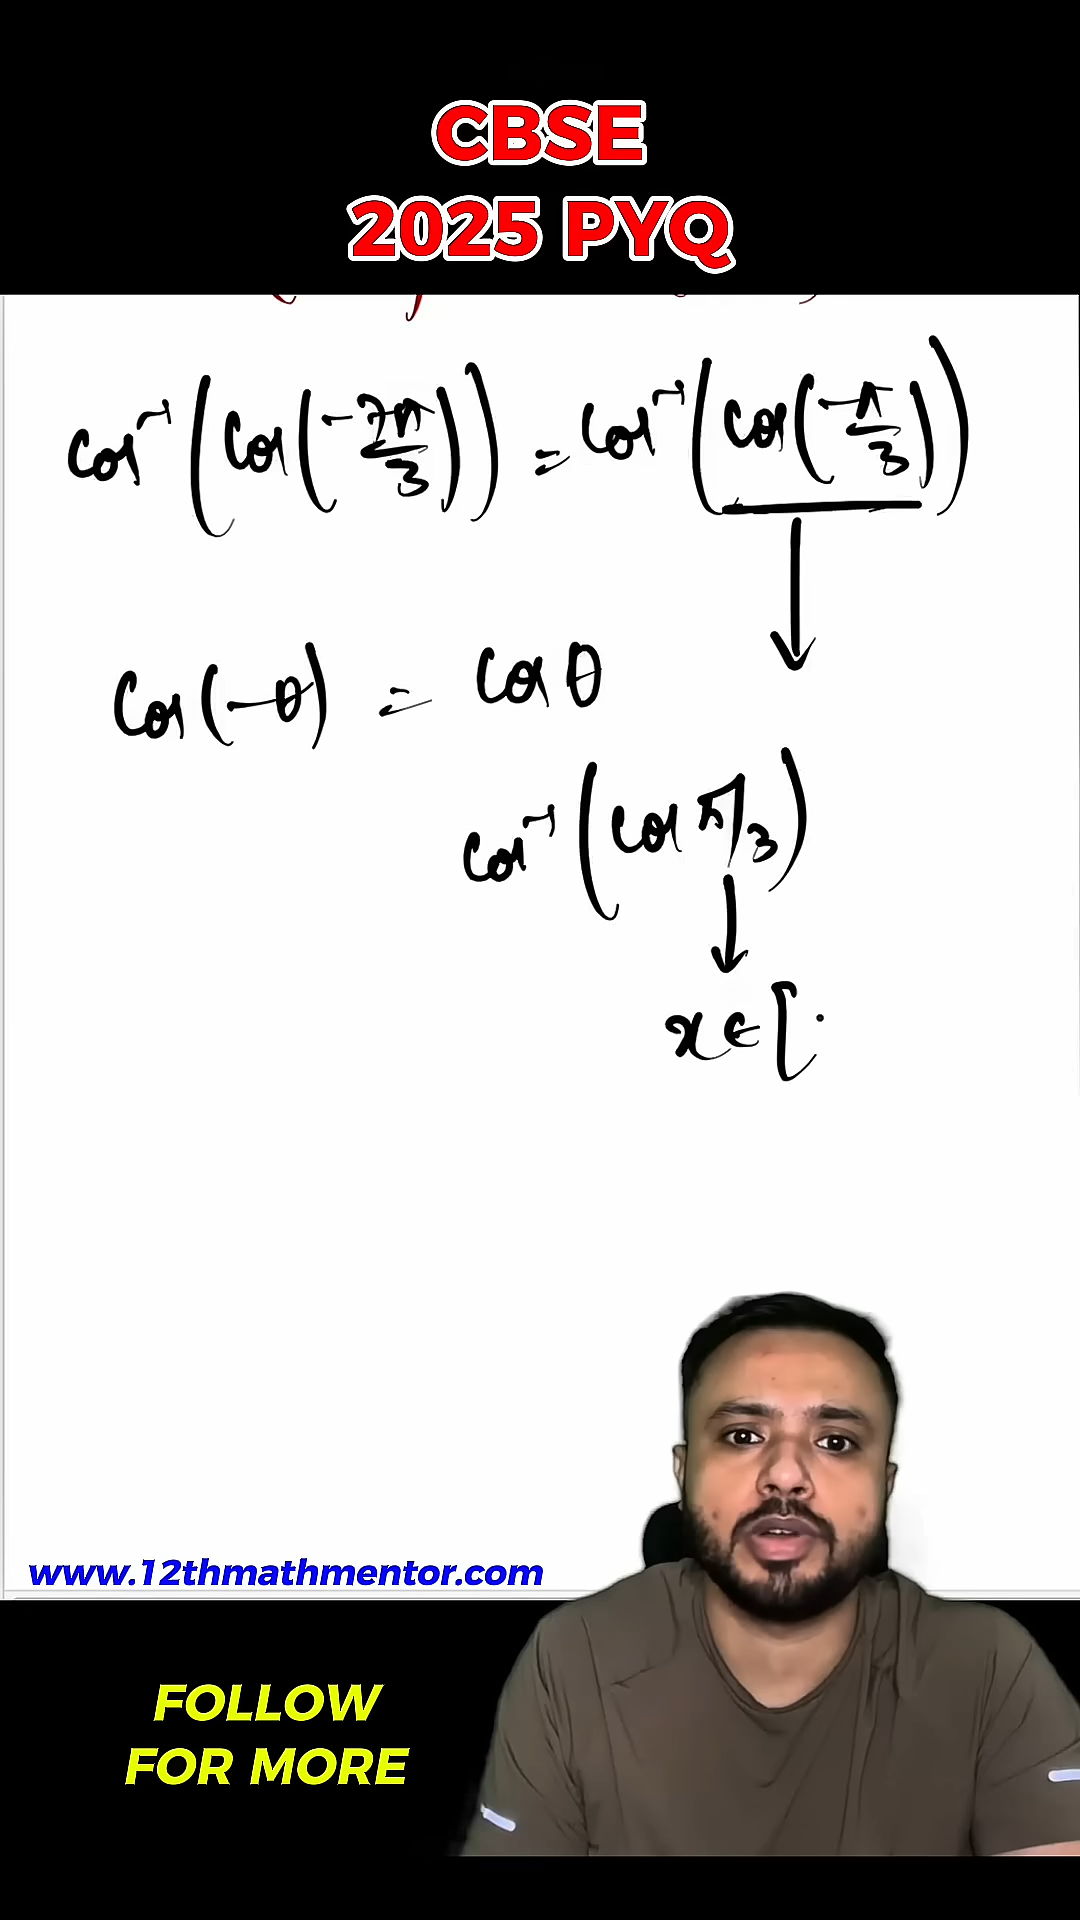 CBSE
2025 PYQ
cos⁻¹(cos(-7π/3)) = cos⁻¹(cos(-π/3))
cos(-θ) = cos θ
cos⁻¹(cos π/3)
x ∈ [
www.12thmathmentor.com
FOLLOW
FOR MORE